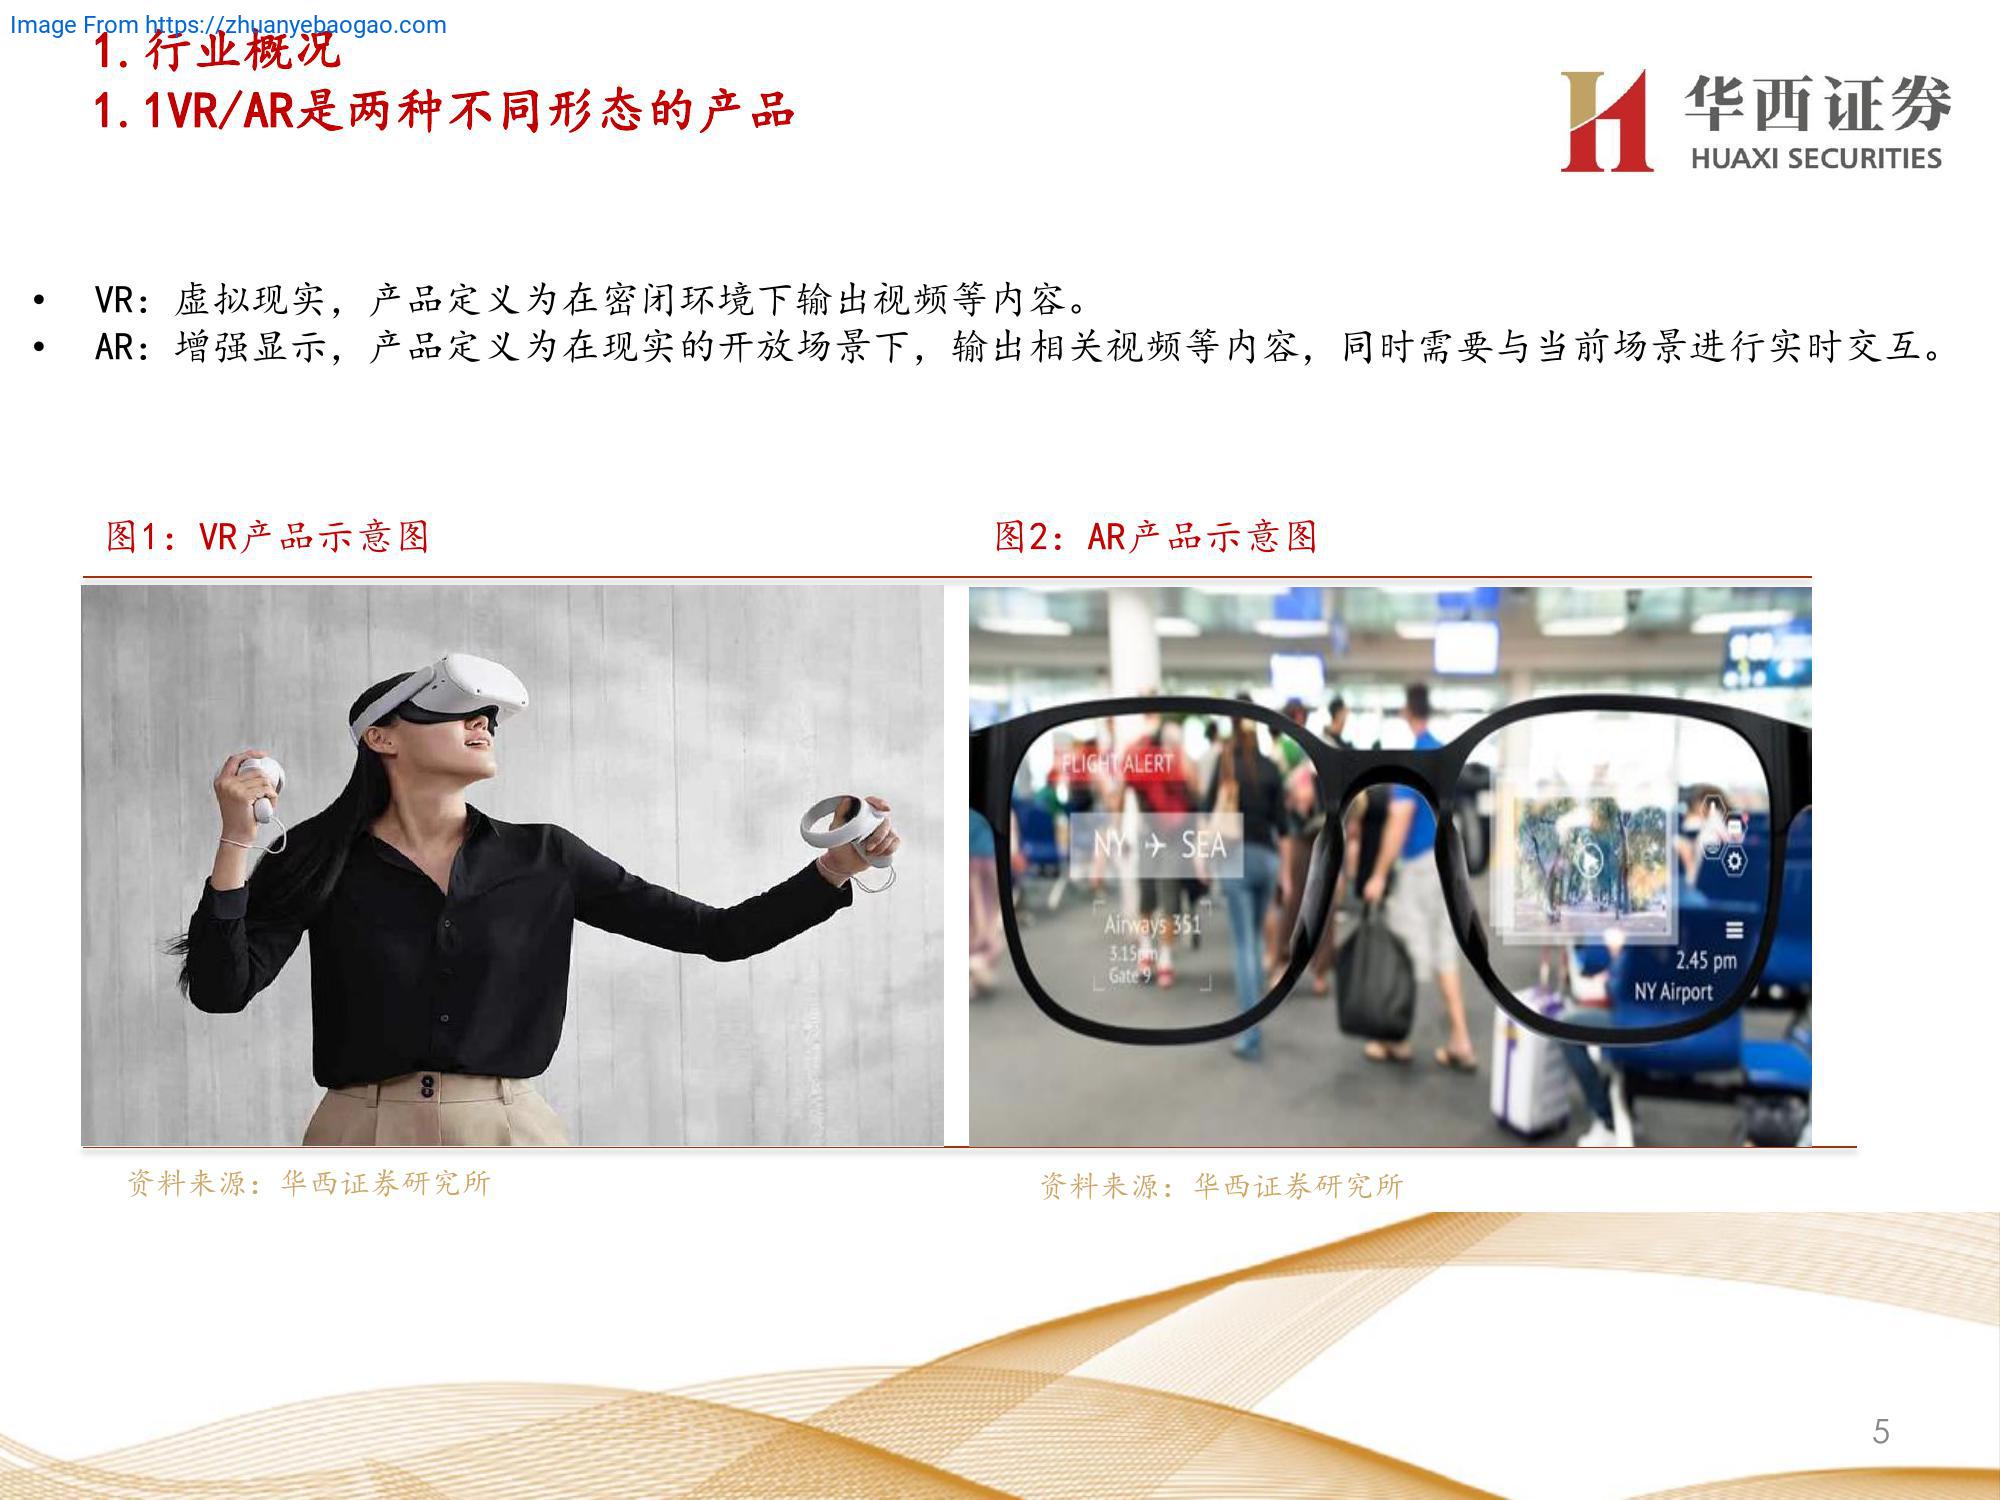 Image From https://zhuanyebaogao.com
1.行业概况
1.1VR/AR是两种不同形态的产品
华西证券
HUAXI SECURITIES
• VR：虚拟现实，产品定义为在密闭环境下输出视频等内容。
• AR：增强显示，产品定义为在现实的开放场景下，输出相关视频等内容，同时需要与当前场景进行实时交互。
图1：VR产品示意图
图2：AR产品示意图
FLIGHT ALERT
NY ✈ SEA
Airways 351
3.15pm
Gate 9
2.45 pm
NY Airport
资料来源：华西证券研究所
资料来源：华西证券研究所
5